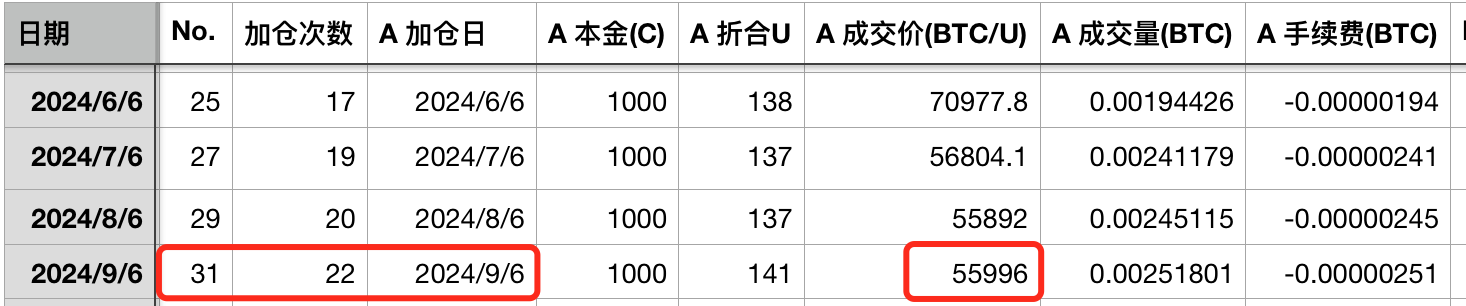 日期 No. 加仓次数 A 加仓日 A 本金(C) A 折合U A 成交价(BTC/U) A 成交量(BTC) A 手续费(BTC)
2024/6/6 25 17 2024/6/6 1000 138 70977.8 0.00194426 -0.00000194
2024/7/6 27 19 2024/7/6 1000 137 56804.1 0.00241179 -0.00000241
2024/8/6 29 20 2024/8/6 1000 137 55892 0.00245115 -0.00000245
2024/9/6 31 22 2024/9/6 1000 141 55996 0.00251801 -0.00000251